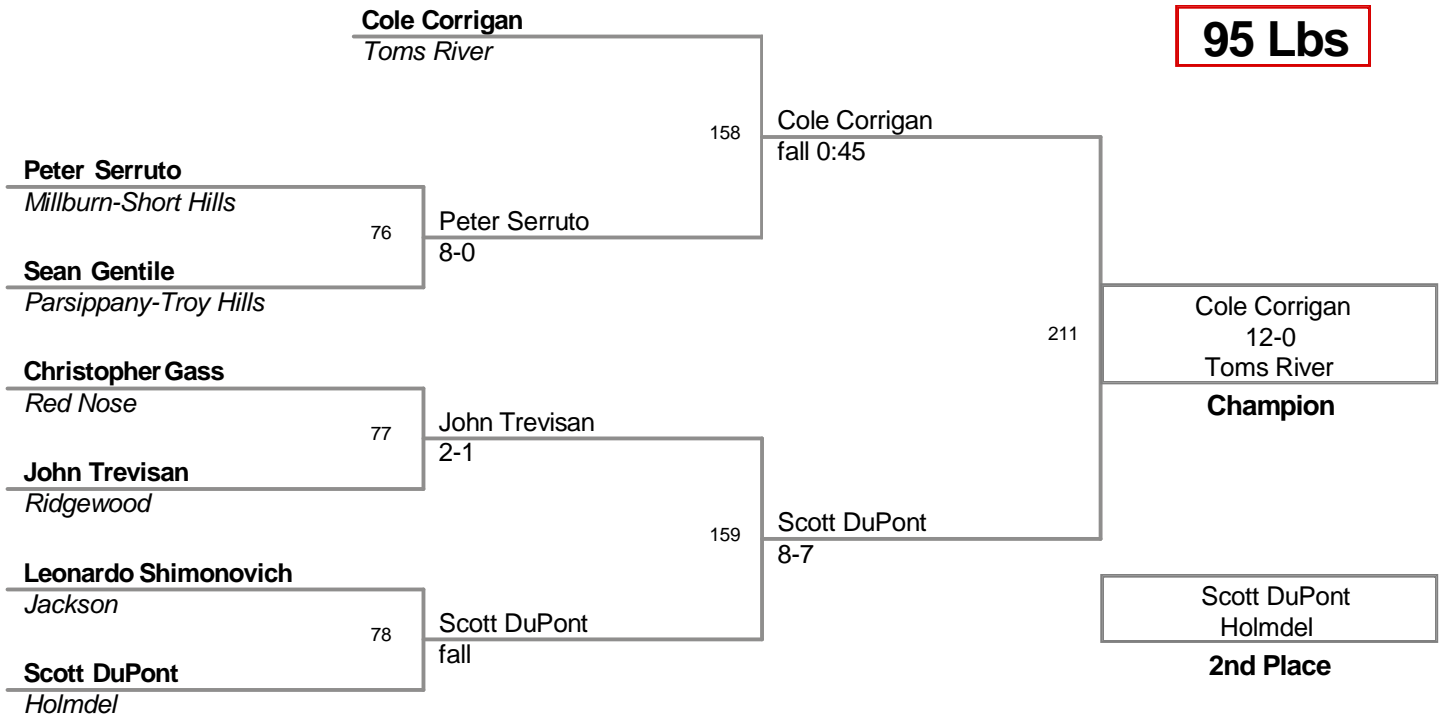 Cole Corrigan
Toms River
95 Lbs
158
Cole Corrigan
fall 0:45
Peter Serruto
Millburn-Short Hills
76
Peter Serruto
8-0
Sean Gentile
Parsippany-Troy Hills
211
Cole Corrigan
12-0
Toms River
Champion
Christopher Gass
Red Nose
77
John Trevisan
2-1
John Trevisan
Ridgewood
159
Scott DuPont
8-7
Leonardo Shimonovich
Jackson
78
Scott DuPont
fall
Scott DuPont
Holmdel
Scott DuPont
Holmdel
2nd Place